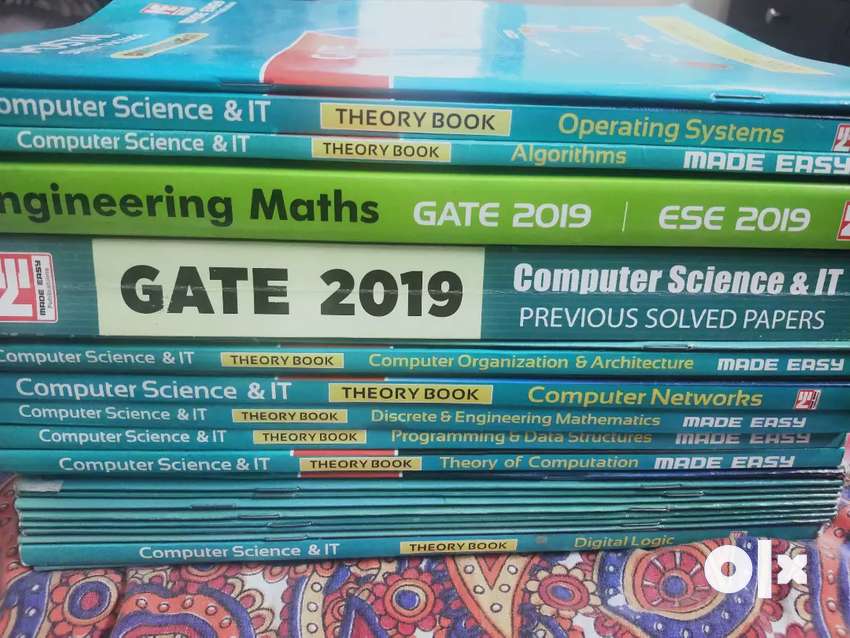 Computer Science & IT THEORY BOOK Operating Systems
Computer Science & IT THEORY BOOK Algorithms MADE EASY
ngineering Maths GATE 2019 | ESE 2019
MADE EASY Publications GATE 2019 Computer Science & IT
PREVIOUS SOLVED PAPERS
Computer Science & IT THEORY BOOK Computer Organization & Architecture MADE EASY
Computer Science & IT THEORY BOOK Computer Networks
Computer Science & IT THEORY BOOK Discrete & Engineering Mathematics MADE EASY
Computer Science & IT THEORY BOOK Programming & Data Structures MADE EASY
Computer Science & IT THEORY BOOK Theory of Computation MADE EASY
Computer Science & IT THEORY BOOK Digital Logic
olx